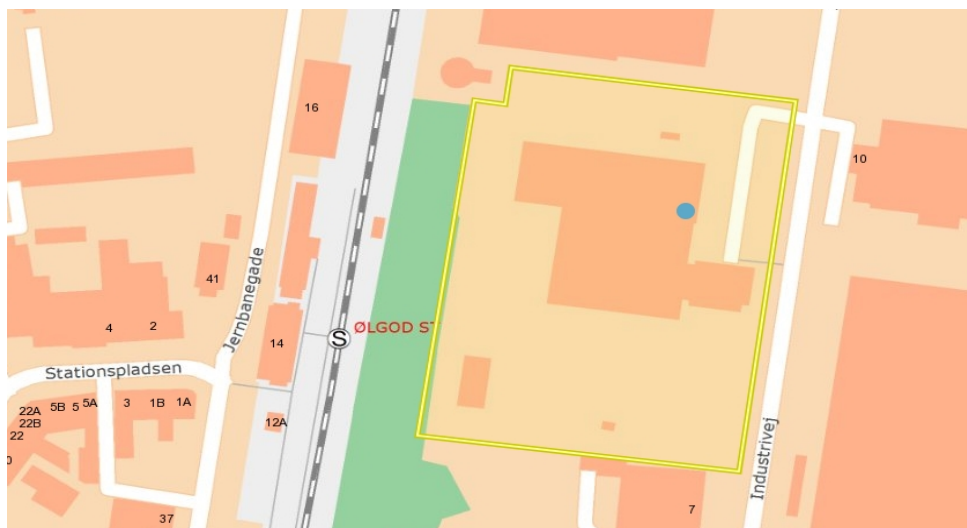 16
10
41
Jernbanegade
S
ØLGOD ST
4
2
14
Stationspladsen
22A
5B
5
5A
3
1B
1A
22B
12A
22
0
Industrivej
7
37